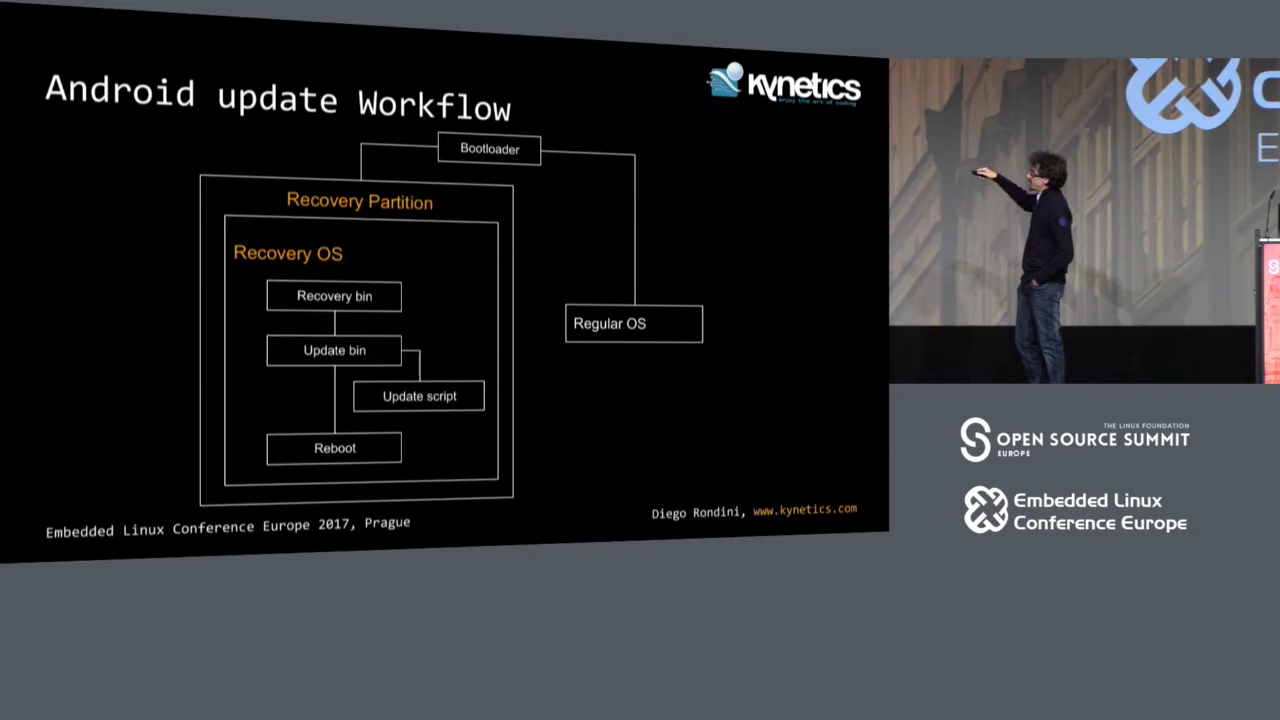 Android update Workflow
kynetics
enjoy the art of coding
Bootloader
Recovery Partition
Recovery OS
Recovery bin
Regular OS
Update bin
Update script
Reboot
Embedded Linux Conference Europe 2017, Prague
Diego Rondini, www.kynetics.com
THE LINUX FOUNDATION
OPEN SOURCE SUMMIT
EUROPE
Embedded Linux
Conference Europe